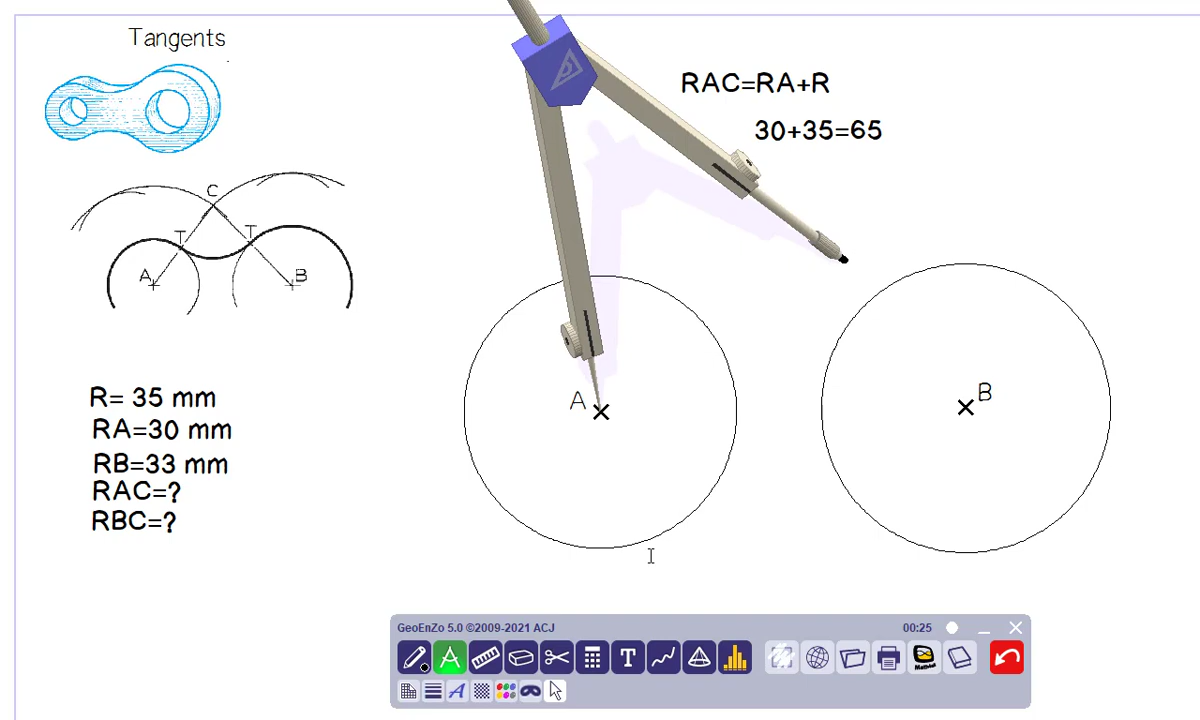 Tangents
RAC=RA+R
30+35=65
C
T T
A B
A
B
R= 35 mm
RA=30 mm
RB=33 mm
RAC=?
RBC=?
GeoEnZo 5.0 ©2009-2021 ACJ 00:25
T
A